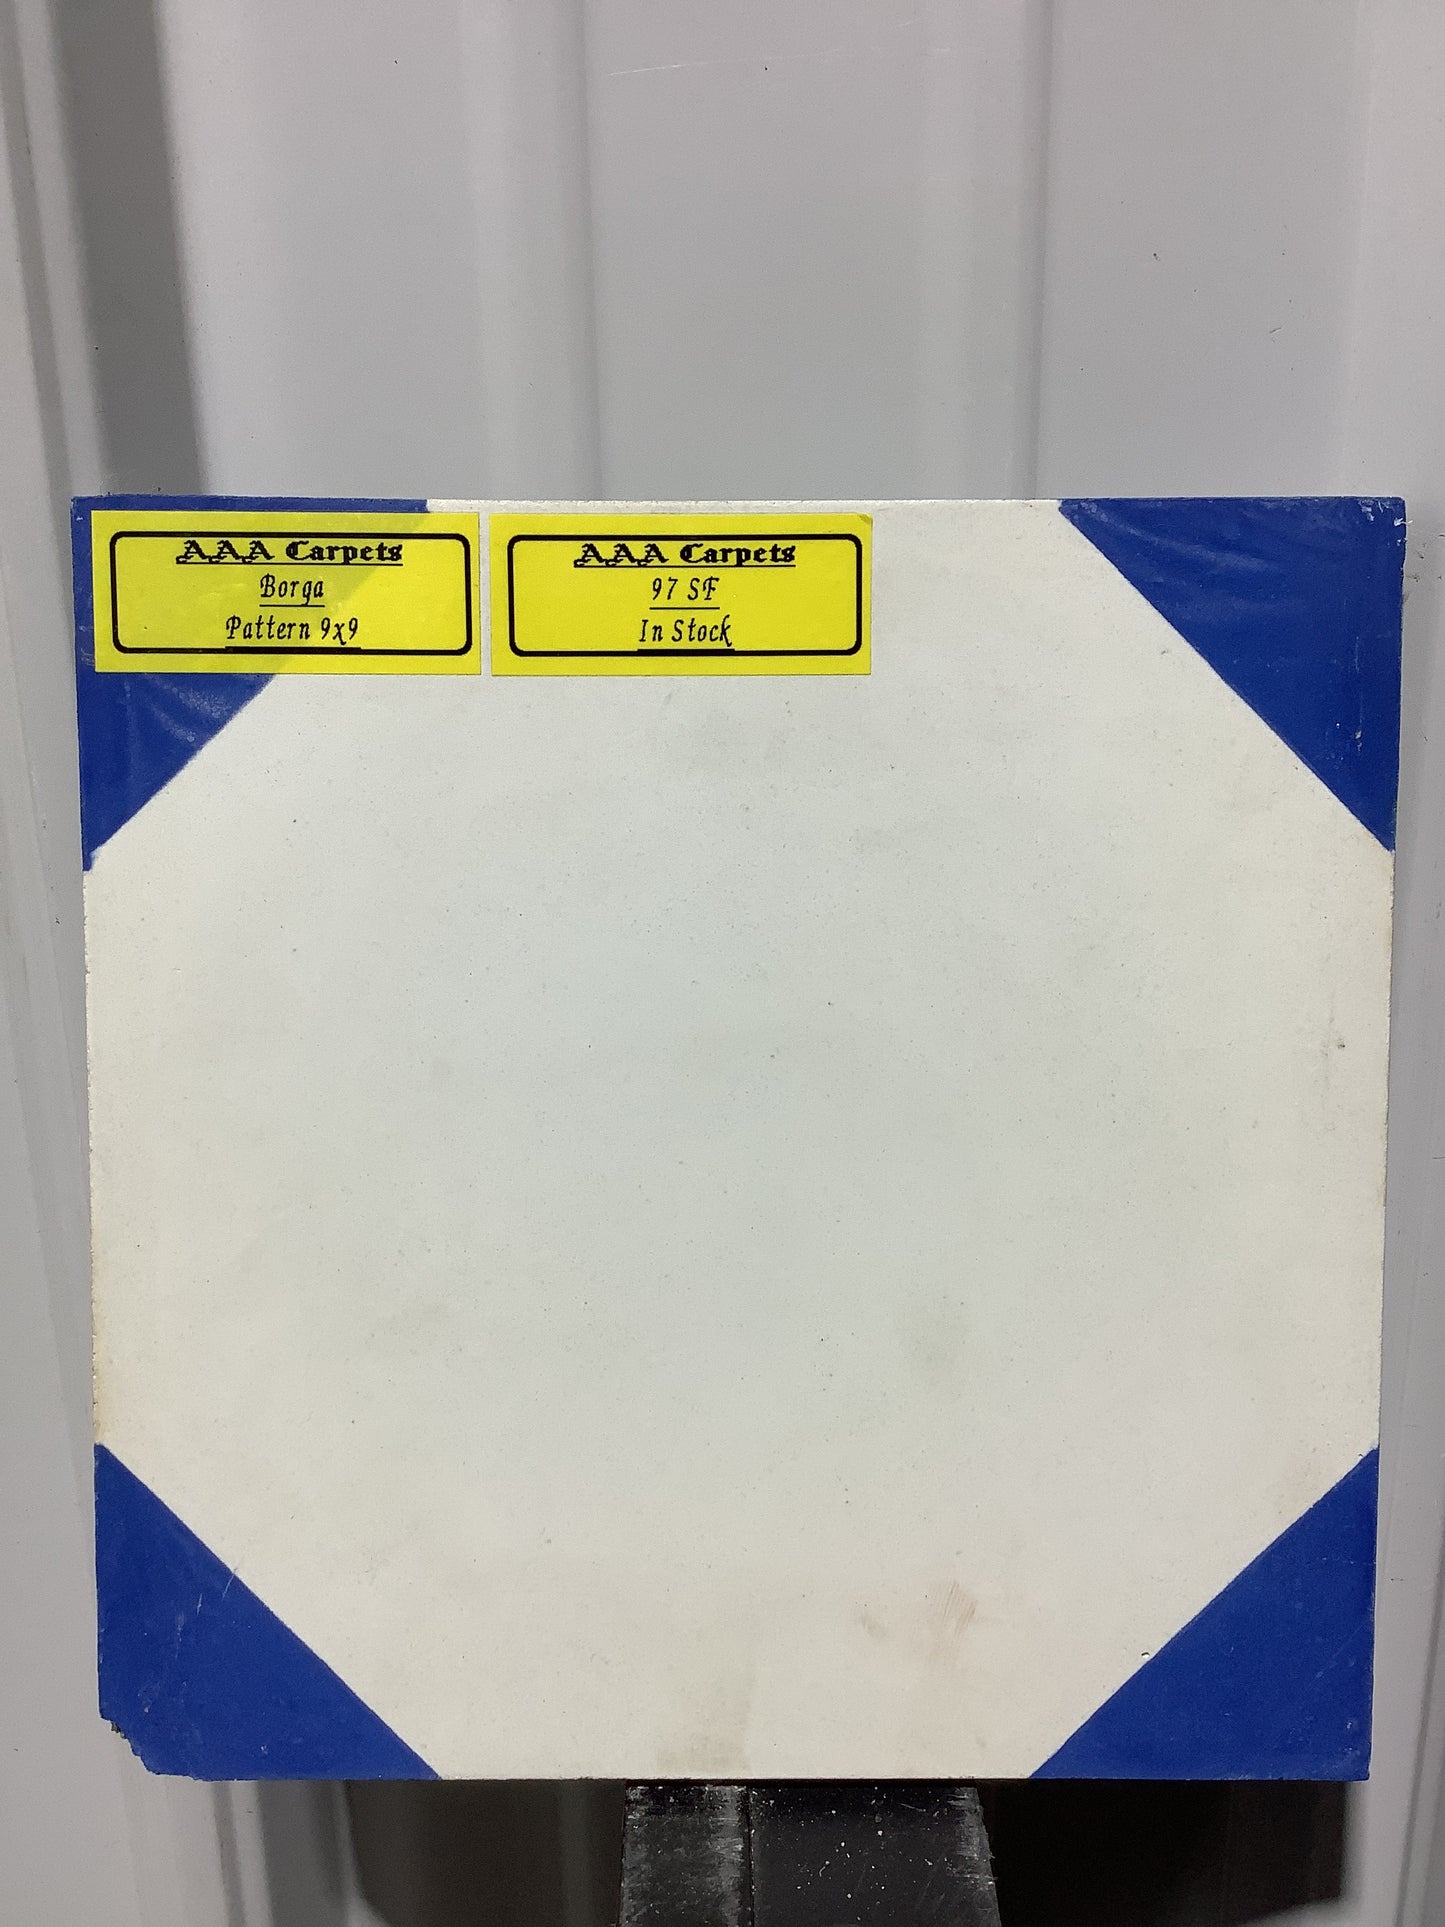 AAA Carpets
Borga
Pattern 9x9
AAA Carpets
97 SF
In Stock